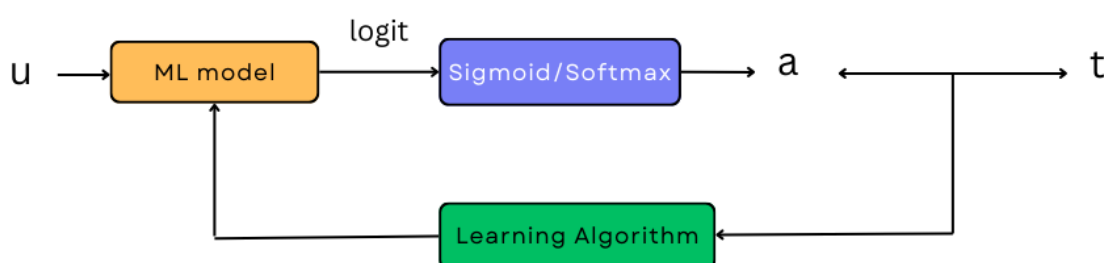 logit
u
ML model
Sigmoid/Softmax
a
t
Learning Algorithm